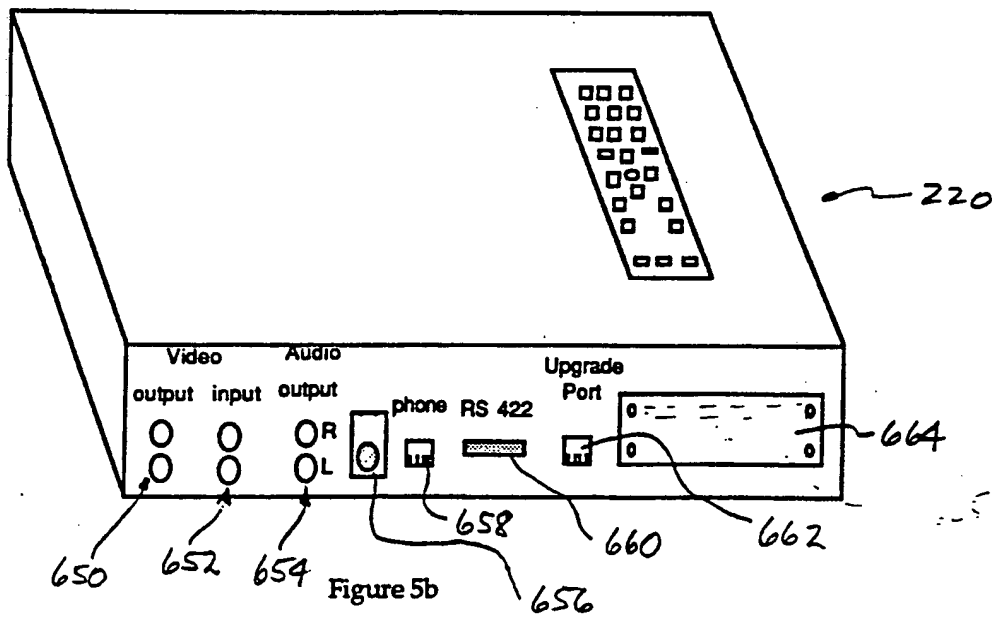 220
Video
output input
Audio
output
R
L
phone
RS 422
Upgrade
Port
664
658
660
662
650
652
654
656
Figure 5b